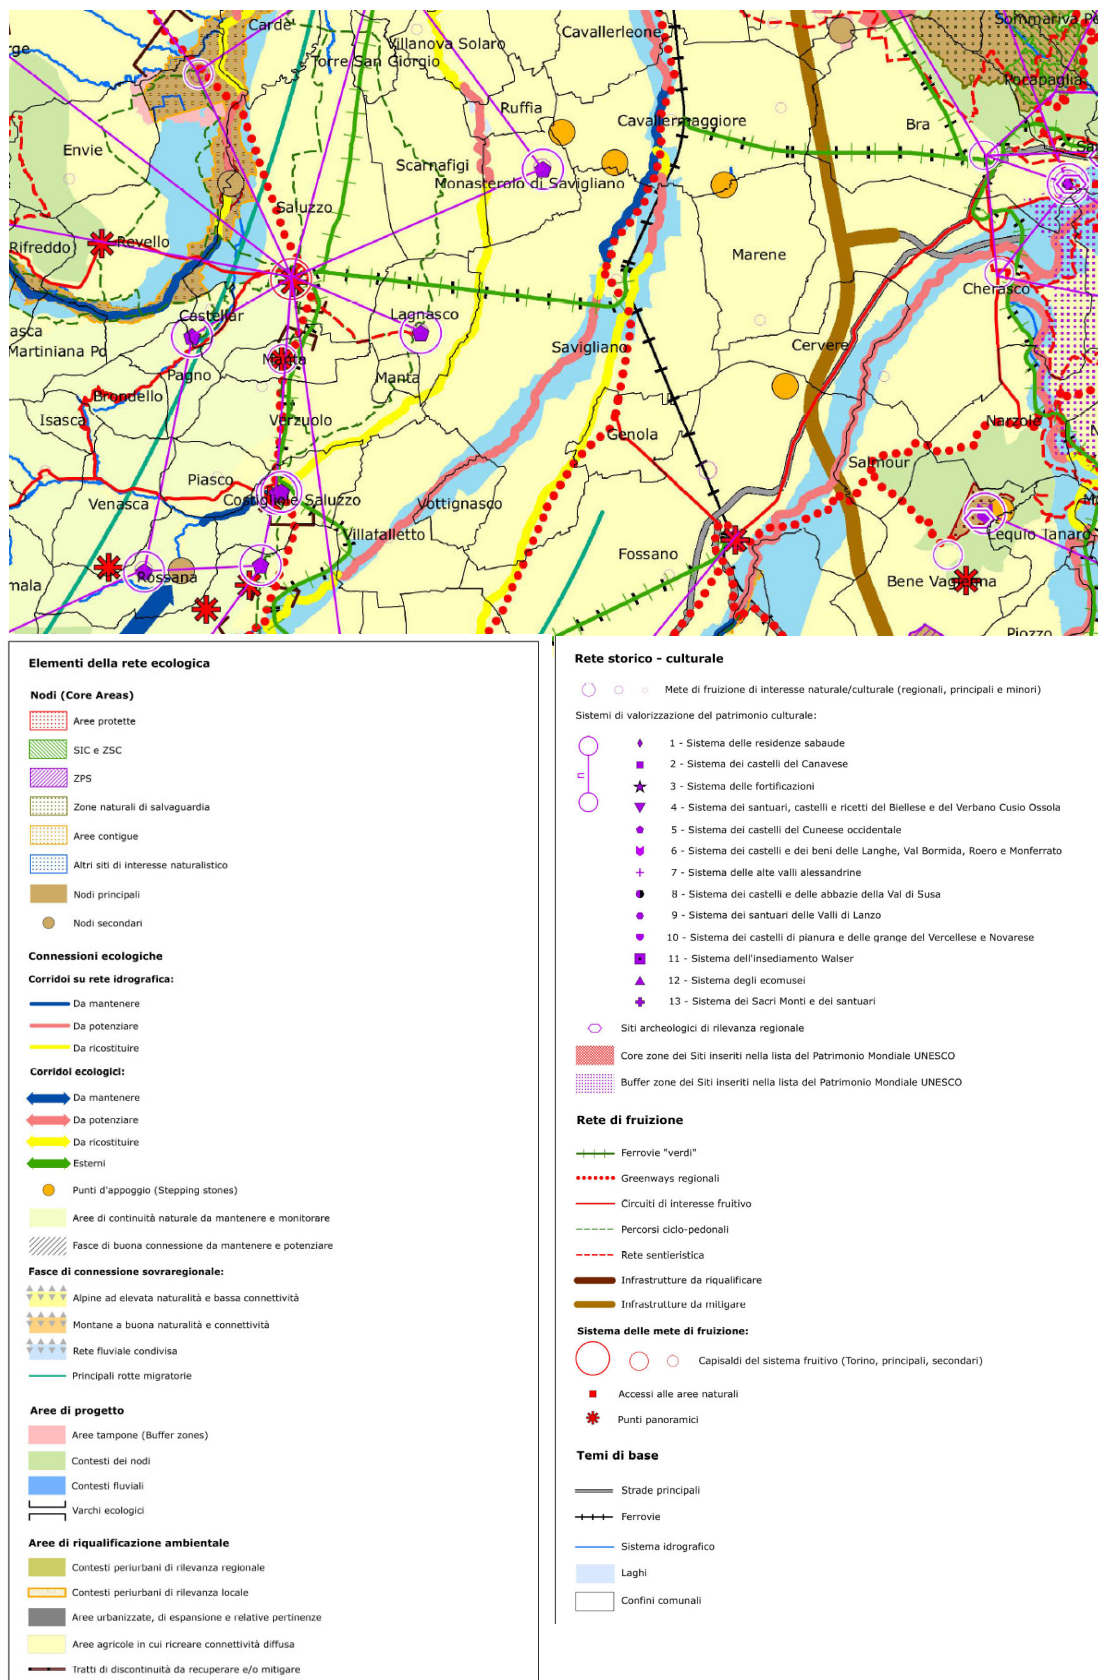 Carde'
Villanova Solaro
Cavallerleone
Sommariva Pe
erge
Torre San Giorgio
Pocapaglia
Ruffia
Cavallermaggiore
Bra
Envie
Scarnafigi
Sa
Monasterolo di Savigliano
Saluzzo
Rifreddo
Revello
Marene
Cherasco
Castellar
Lagnasco
asca
Martiniana Po
Savigliano
Cervere
Manta
Pagno
Manta
Brondello
Isasca
Verzuolo
Genola
Narzole
Salmour
Piasco
Venasca
Costigliole Saluzzo
Vottignasco
Villafalletto
Lequio Tanaro
Fossano
Rossana
mala
Bene Vagienna
Piozzo
Elementi della rete ecologica
Nodi (Core Areas)
Aree protette
SIC e ZSC
ZPS
Zone naturali di salvaguardia
Aree contigue
Altri siti di interesse naturalistico
Nodi principali
Nodi secondari
Connessioni ecologiche
Corridoi su rete idrografica:
Da mantenere
Da potenziare
Da ricostituire
Corridoi ecologici:
Da mantenere
Da potenziare
Da ricostituire
Esterni
Punti d'appoggio (Stepping stones)
Aree di continuità naturale da mantenere e monitorare
Fasce di buona connessione da mantenere e potenziare
Fasce di connessione sovraregionale:
Alpine ad elevata naturalità e bassa connettività
Montane a buona naturalità e connettività
Rete fluviale condivisa
Principali rotte migratorie
Aree di progetto
Aree tampone (Buffer zones)
Contesti dei nodi
Contesti fluviali
Varchi ecologici
Aree di riqualificazione ambientale
Contesti periurbani di rilevanza regionale
Contesti periurbani di rilevanza locale
Aree urbanizzate, di espansione e relative pertinenze
Aree agricole in cui ricreare connettività diffusa
Tratti di discontinuità da recuperare e/o mitigare
Rete storico - culturale
Mete di fruizione di interesse naturale/culturale (regionali, principali e minori)
Sistemi di valorizzazione del patrimonio culturale:
n
1 - Sistema delle residenze sabaude
2 - Sistema dei castelli del Canavese
3 - Sistema delle fortificazioni
4 - Sistema dei santuari, castelli e ricetti del Biellese e del Verbano Cusio Ossola
5 - Sistema dei castelli del Cuneese occidentale
6 - Sistema dei castelli e dei beni delle Langhe, Val Bormida, Roero e Monferrato
7 - Sistema delle alte valli alessandrine
8 - Sistema dei castelli e delle abbazie della Val di Susa
9 - Sistema dei santuari delle Valli di Lanzo
10 - Sistema dei castelli di pianura e delle grange del Vercellese e Novarese
11 - Sistema dell'insediamento Walser
12 - Sistema degli ecomusei
13 - Sistema dei Sacri Monti e dei santuari
Siti archeologici di rilevanza regionale
Core zone dei Siti inseriti nella lista del Patrimonio Mondiale UNESCO
Buffer zone dei Siti inseriti nella lista del Patrimonio Mondiale UNESCO
Rete di fruizione
Ferrovie "verdi"
Greenways regionali
Circuiti di interesse fruitivo
Percorsi ciclo-pedonali
Rete sentieristica
Infrastrutture da riqualificare
Infrastrutture da mitigare
Sistema delle mete di fruizione:
Capisaldi del sistema fruitivo (Torino, principali, secondari)
Accessi alle aree naturali
Punti panoramici
Temi di base
Strade principali
Ferrovie
Sistema idrografico
Laghi
Confini comunali